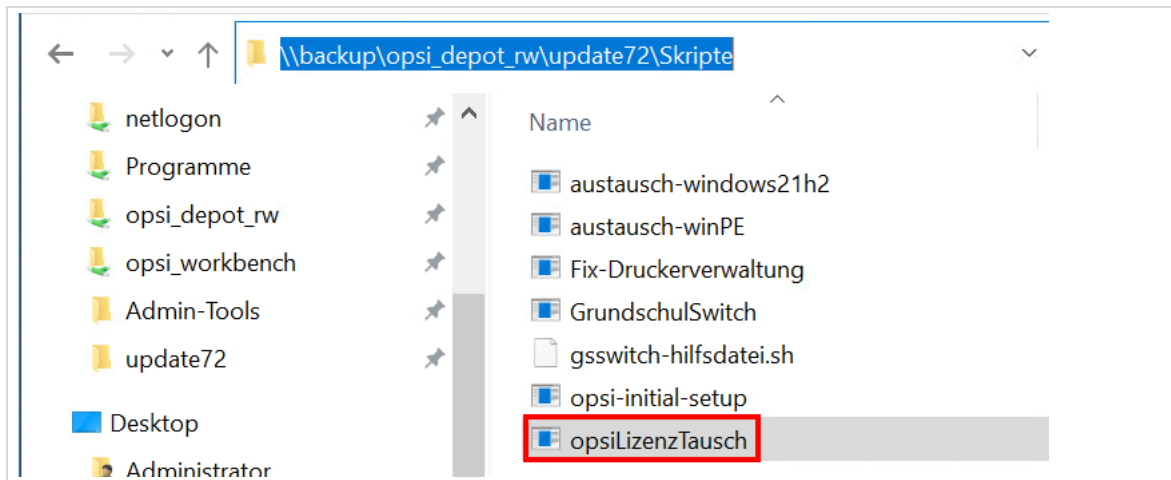 \\backup\opsi_depot_rw\update72\Skripte
netlogon
Programme
opsi_depot_rw
opsi_workbench
Admin-Tools
update72
Desktop
Administrator
Name
austausch-windows21h2
austausch-winPE
Fix-Druckerverwaltung
GrundschulSwitch
gsswitch-hilfsdatei.sh
opsi-initial-setup
opsiLizenzTausch